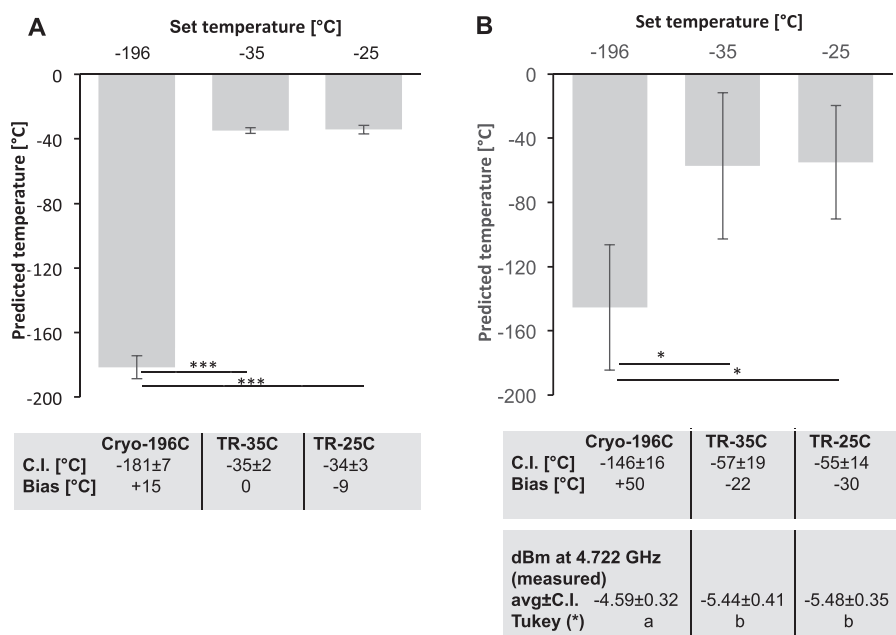 A
Set temperature [°C]
-196 -35 -25
Predicted temperature [°C]
0
-40
-80
-120
-160
-200
***
***
Cryo-196C TR-35C TR-25C
C.I. [°C] -181±7 -35±2 -34±3
Bias [°C] +15 0 -9
B
Set temperature [°C]
-196 -35 -25
Predicted temperature [°C]
0
-40
-80
-120
-160
-200
*
*
Cryo-196C TR-35C TR-25C
C.I. [°C] -146±16 -57±19 -55±14
Bias [°C] +50 -22 -30
dBm at 4.722 GHz
(measured)
avg±C.I. -4.59±0.32 -5.44±0.41 -5.48±0.35
Tukey (*) a b b